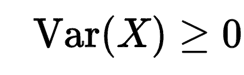 Var(X) ≥ 0